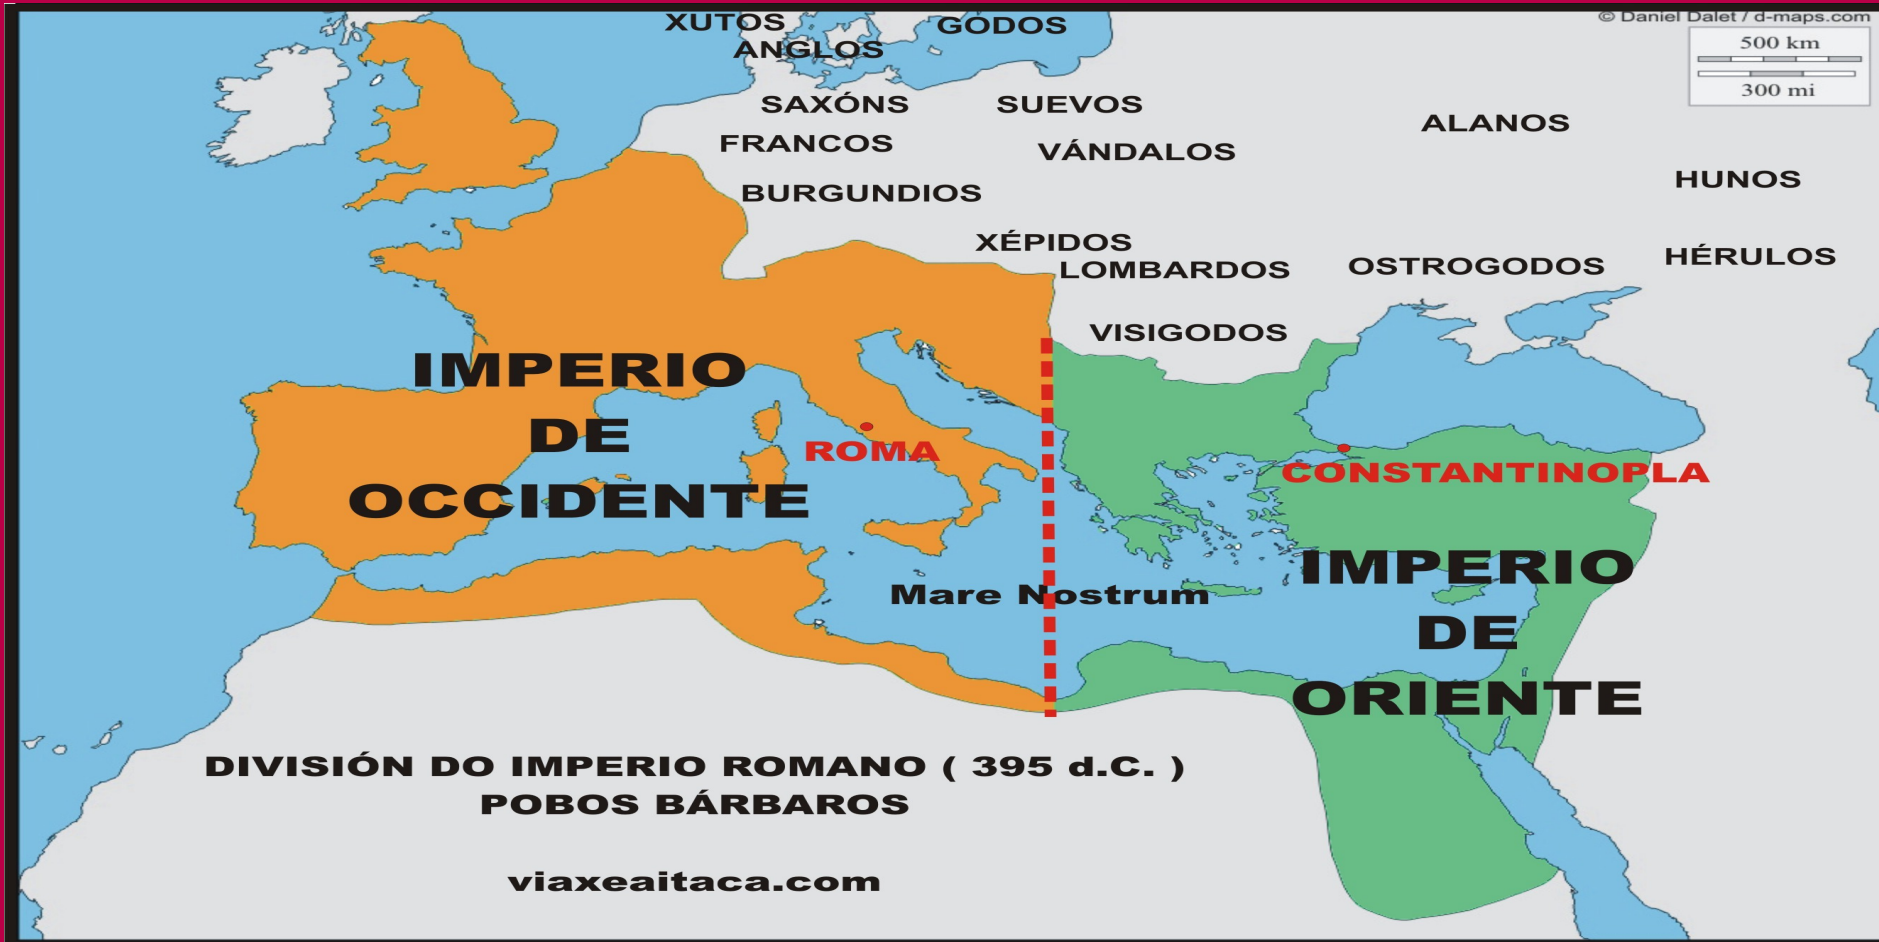 XUTOS
GODOS
© Daniel Dalet / d-maps.com
ANGLOS
500 km
300 mi
SAXÓNS
SUEVOS
ALANOS
FRANCOS
VÁNDALOS
HUNOS
BURGUNDIOS
XÉPIDOS
LOMBARDOS
OSTROGODOS
HÉRULOS
VISIGODOS
IMPERIO
DE
OCCIDENTE
ROMA
CONSTANTINOPLA
Mare Nostrum
IMPERIO
DE
ORIENTE
DIVISIÓN DO IMPERIO ROMANO ( 395 d.C. )
POBOS BÁRBAROS
viaxeaitaca.com